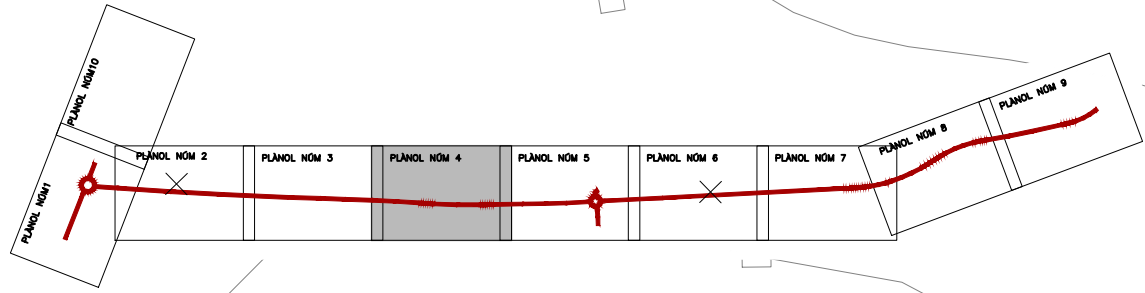 PLÀNOL NÚM10
PLÀNOL NÚM1
PLÀNOL NÚM 2
PLÀNOL NÚM 3
PLÀNOL NÚM 4
PLÀNOL NÚM 5
PLÀNOL NÚM 6
PLÀNOL NÚM 7
PLÀNOL NÚM 8
PLÀNOL NÚM 9